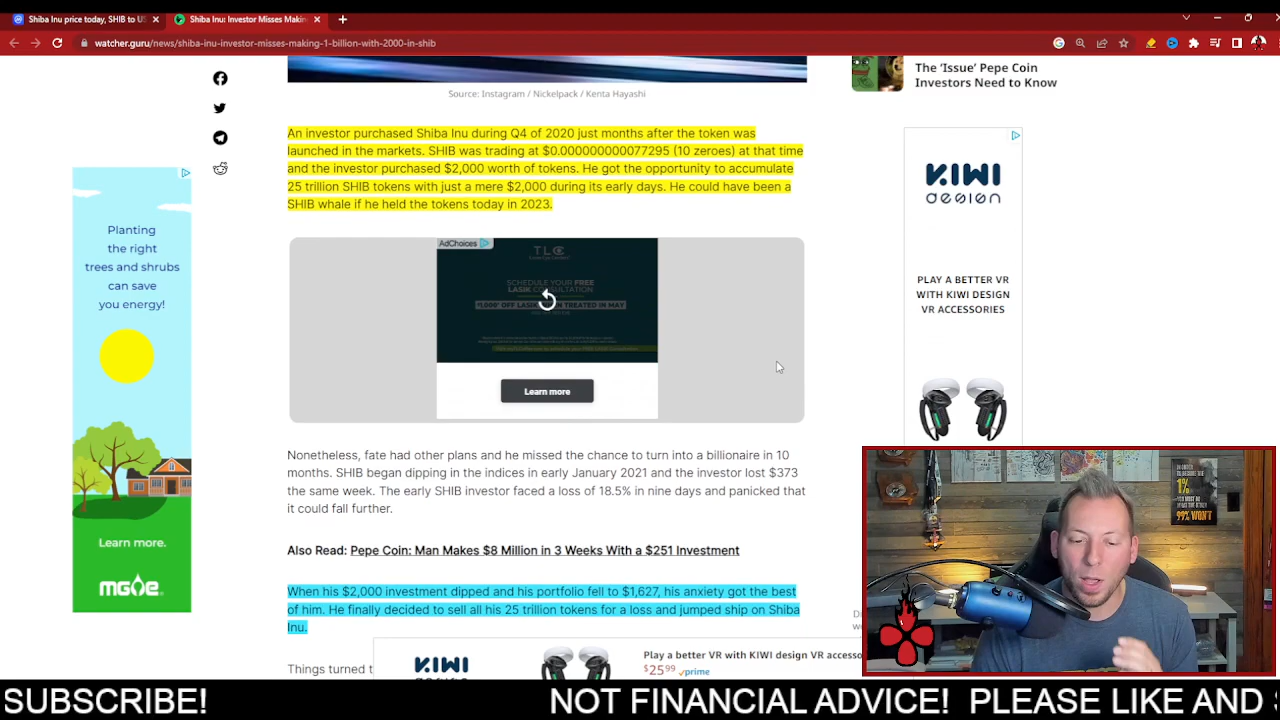 Shiba Inu price today, SHIB to US
Shiba Inu: Investor Misses Makin
watcher.guru/news/shiba-inu-investor-misses-making-1-billion-with-2000-in-shib
Source: Instagram / Nickelpack / Kenta Hayashi
The ‘Issue’ Pepe Coin
Investors Need to Know
An investor purchased Shiba Inu during Q4 of 2020 just months after the token was
launched in the markets. SHIB was trading at $0.000000000077295 (10 zeroes) at that time
and the investor purchased $2,000 worth of tokens. He got the opportunity to accumulate
25 trillion SHIB tokens with just a mere $2,000 during its early days. He could have been a
SHIB whale if he held the tokens today in 2023.
Planting
the right
trees and shrubs
can save
you energy!
Learn more.
MGE
AdChoices
TLC
SCHEDULE YOUR FREE
LASIK CONSULTATION
Learn more
KIWI
design
PLAY A BETTER VR
WITH KIWI DESIGN
VR ACCESSORIES
Nonetheless, fate had other plans and he missed the chance to turn into a billionaire in 10
months. SHIB began dipping in the indices in early January 2021 and the investor lost $373
the same week. The early SHIB investor faced a loss of 18.5% in nine days and panicked that
it could fall further.
Also Read: Pepe Coin: Man Makes $8 Million in 3 Weeks With a $251 Investment
When his $2,000 investment dipped and his portfolio fell to $1,627, his anxiety got the best
of him. He finally decided to sell all his 25 trillion tokens for a loss and jumped ship on Shiba
Inu.
Things turned t
KIWI
Play a better VR with KIWI design VR accesso
$25.99 prime
1%
99% WON'T
SUBSCRIBE! NOT FINANCIAL ADVICE! PLEASE LIKE AND S